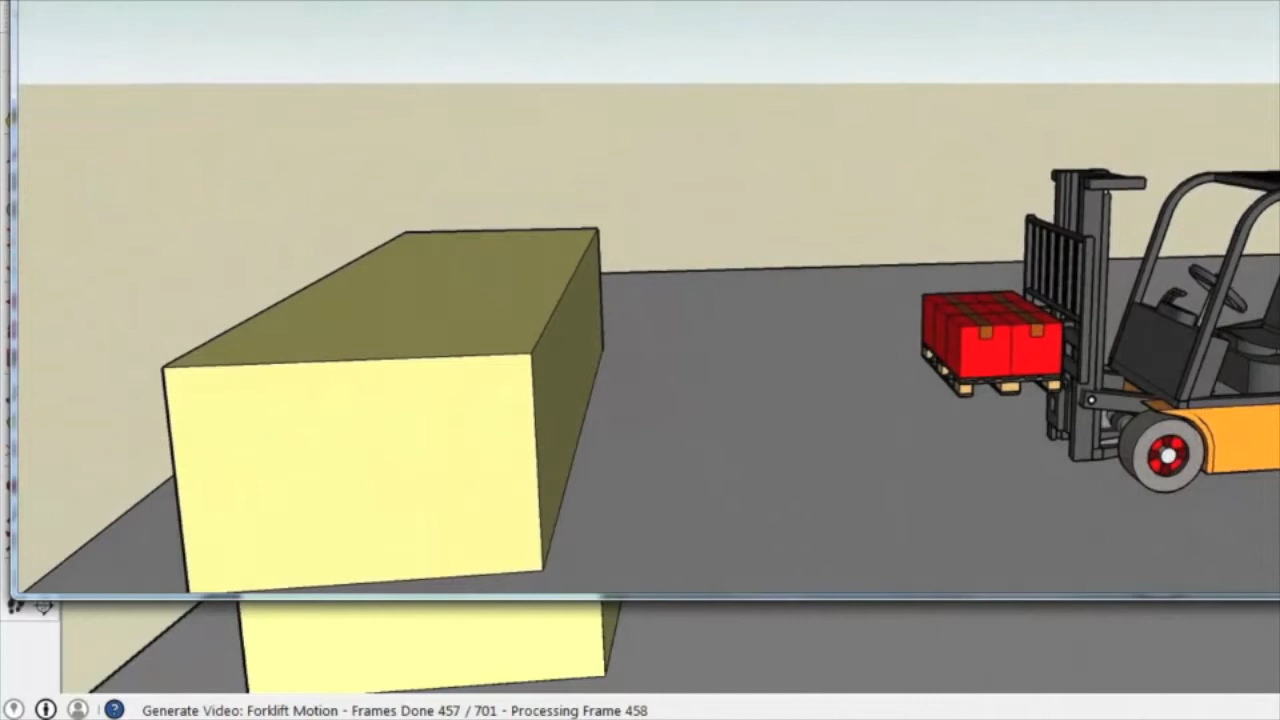 Generate Video: Forklift Motion - Frames Done 457 / 701 - Processing Frame 458